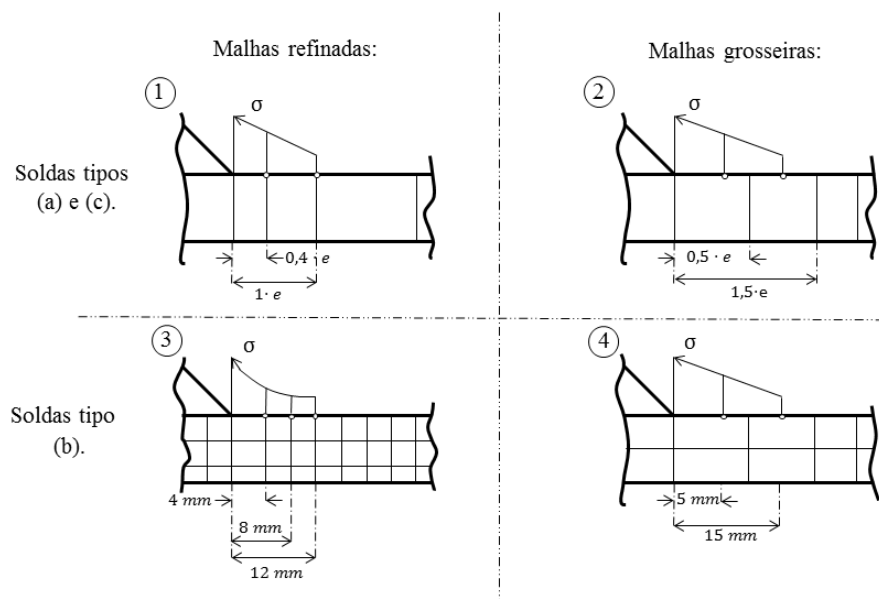 Malhas refinadas:
Malhas grosseiras:
1
σ
2
σ
Soldas tipos
(a) e (c).
0,4 · e
1· e
0,5 · e
1,5·e
3
σ
4
σ
Soldas tipo
(b).
4 mm
8 mm
12 mm
5 mm
15 mm